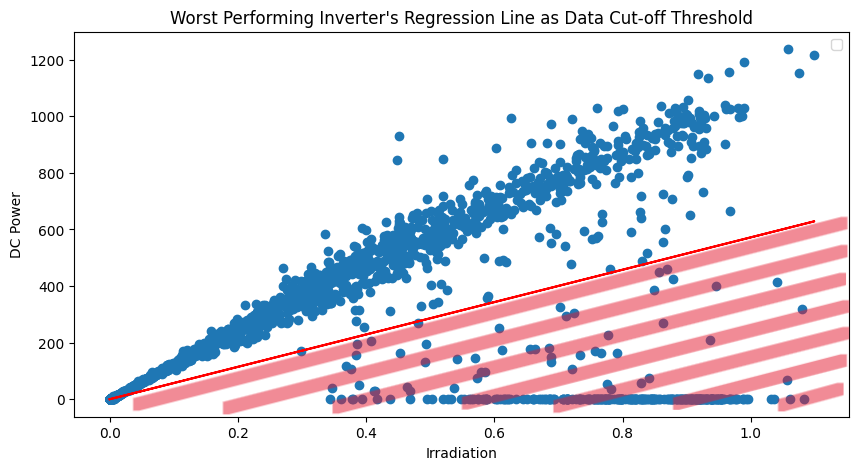 Worst Performing Inverter's Regression Line as Data Cut-off Threshold
1200
1000
800
600
400
200
0
DC Power
0.0 0.2 0.4 0.6 0.8 1.0
Irradiation